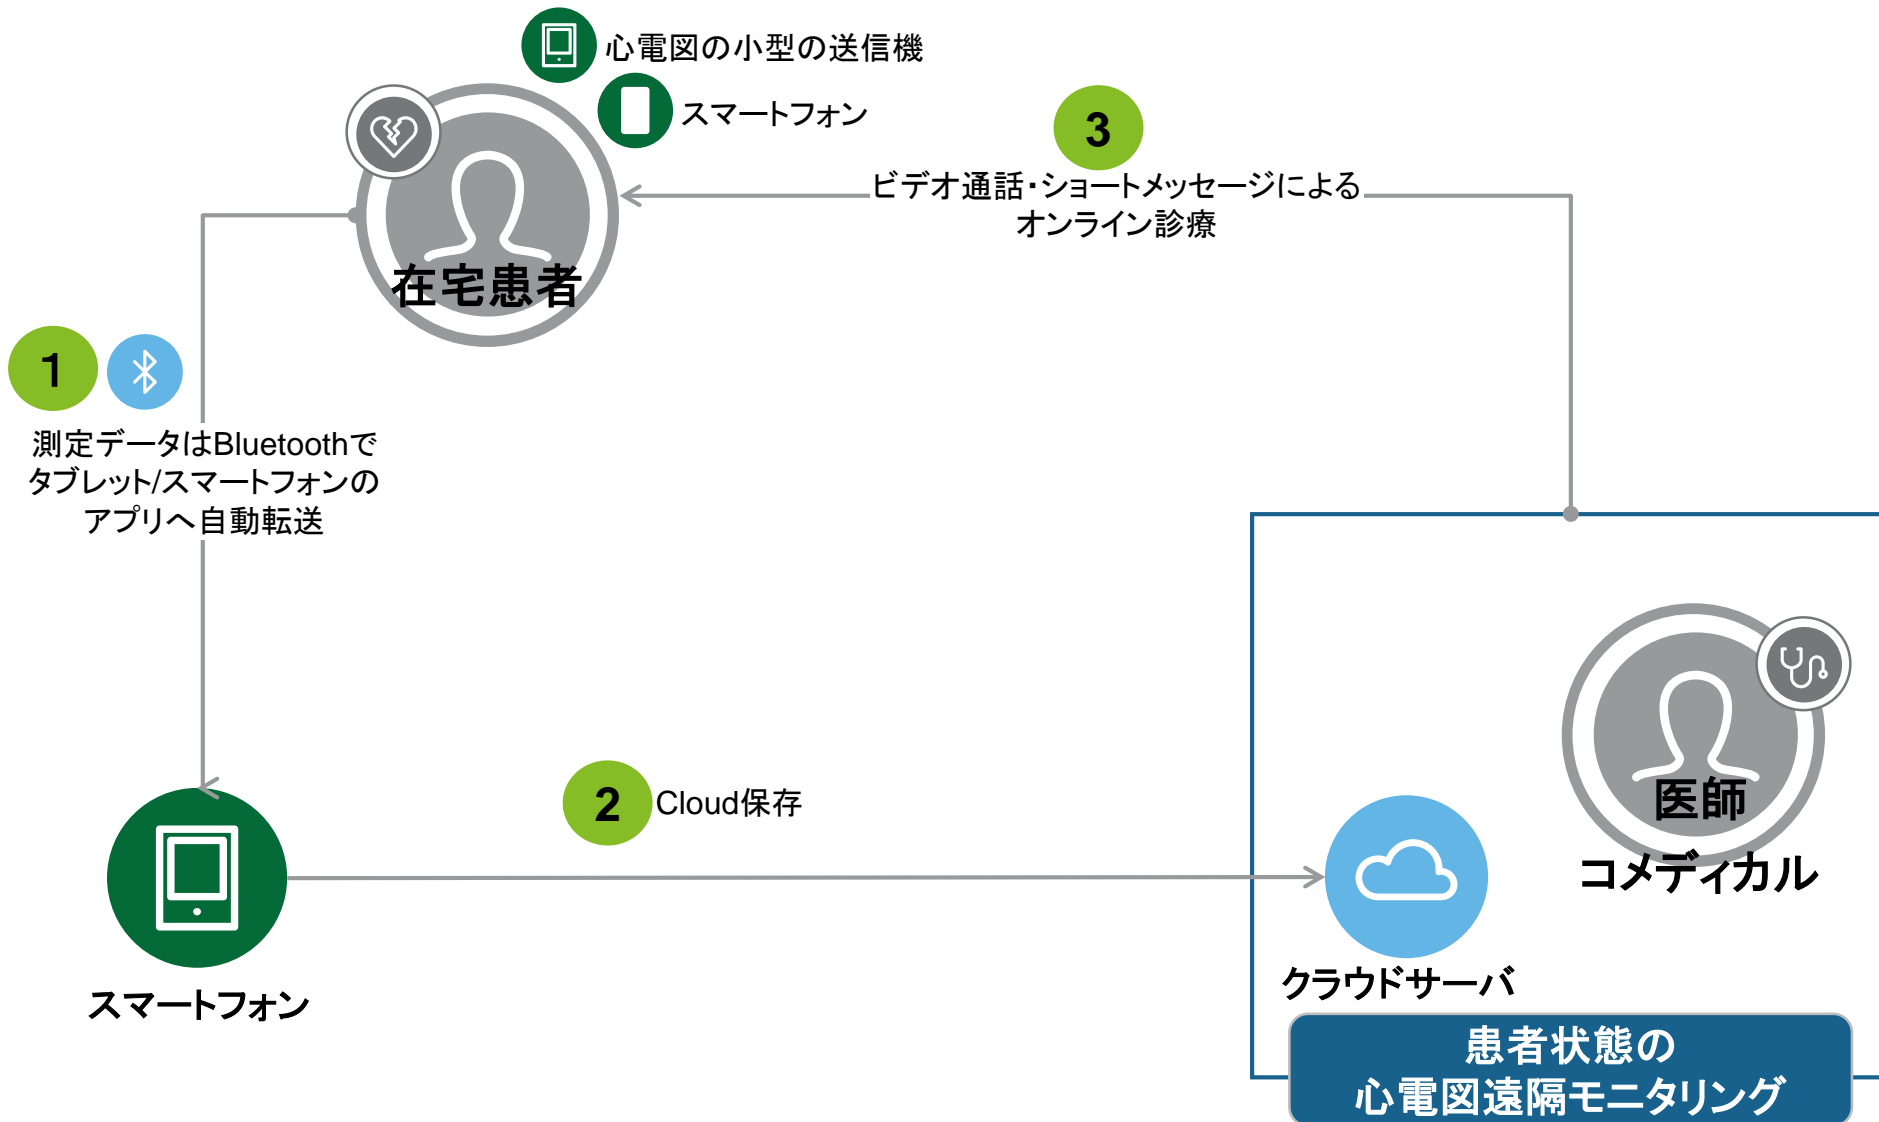 心電図の小型の送信機
スマートフォン
3
ビデオ通話・ショートメッセージによる
オンライン診療
在宅患者
1
測定データはBluetoothで
タブレット/スマートフォンの
アプリへ自動転送
2
Cloud保存
医師
コメディカル
スマートフォン
クラウドサーバ
患者状態の
心電図遠隔モニタリング